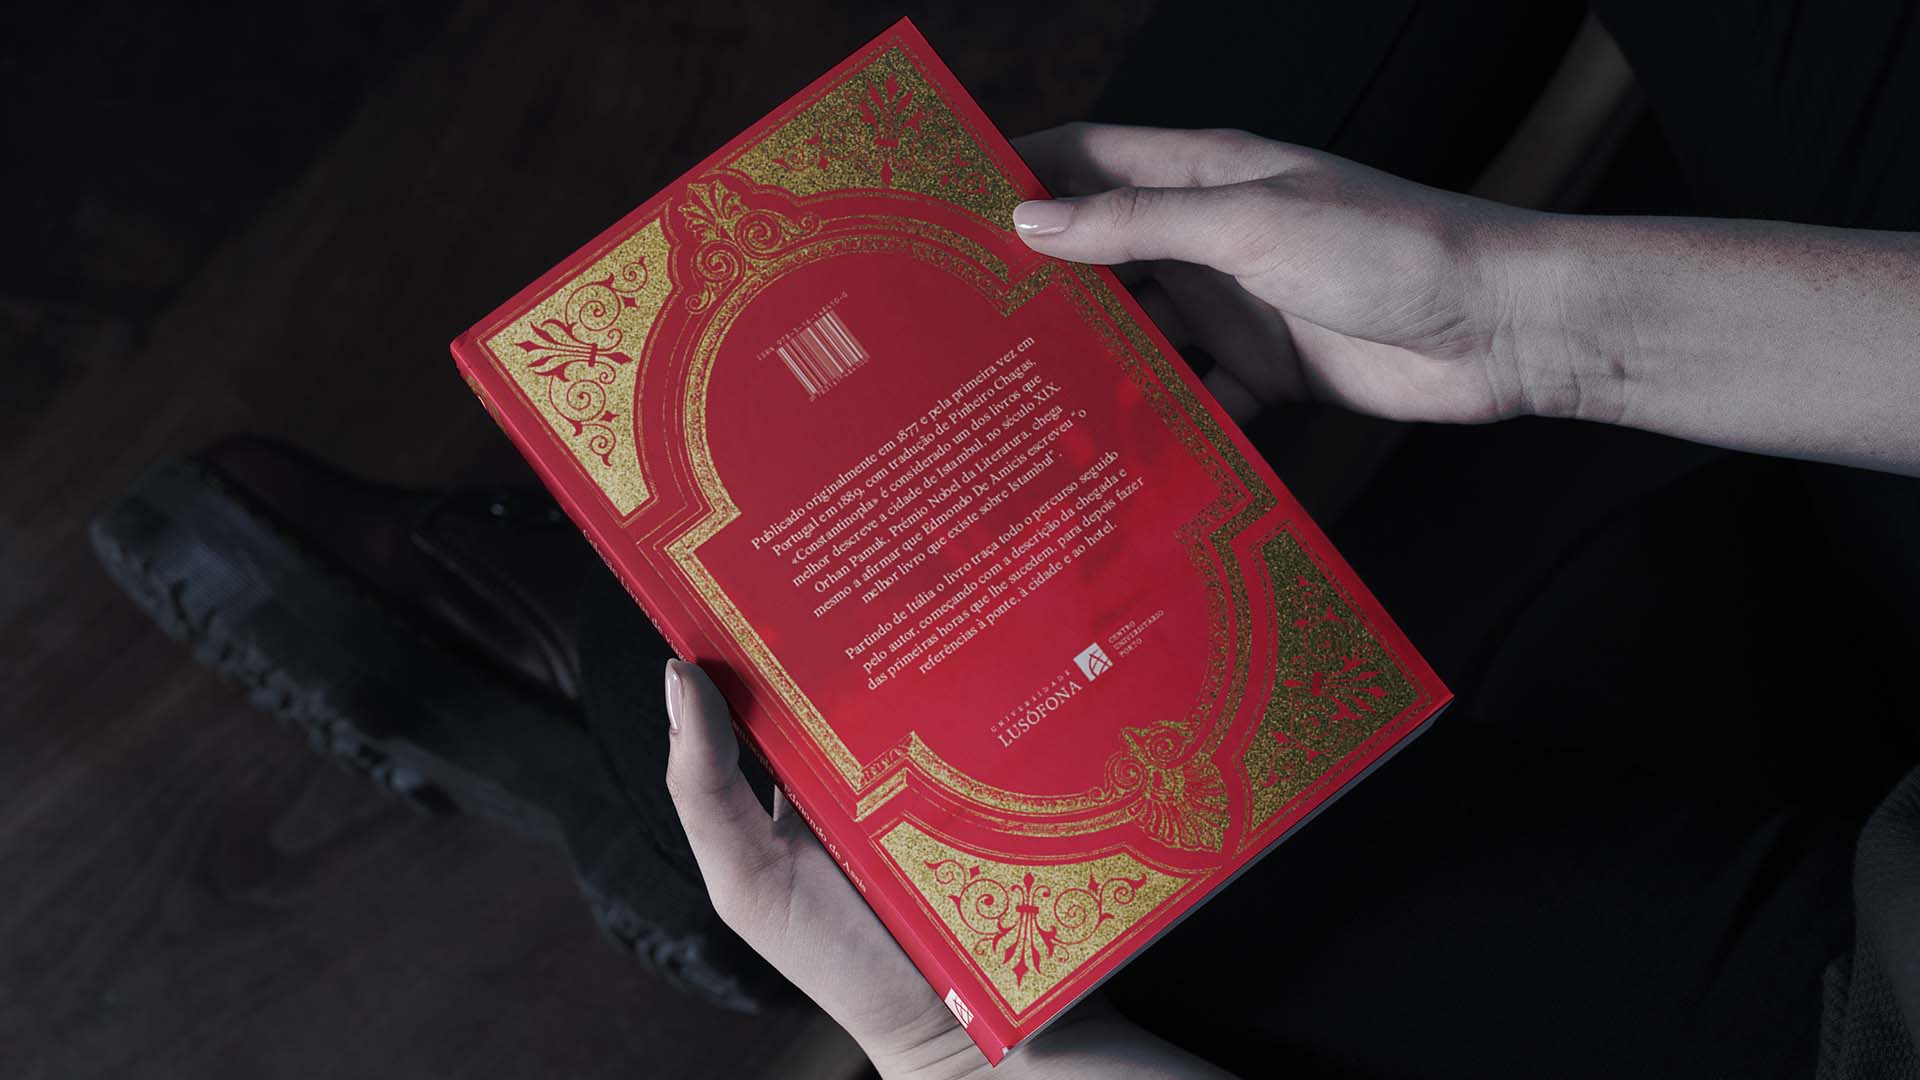 ISBN
Publicado originalmente em 1877 e pela primeira vez em
Portugal em 1889, com tradução de Pinheiro Chagas,
«Constantinopla» é considerado um dos livros que
melhor descreve a cidade de Istambul, no século XIX.
Orhan Pamuk, Prémio Nobel da Literatura, chega
mesmo a afirmar que Edmondo De Amicis escreveu "o
melhor livro que existe sobre Istambul".
Partindo de Itália o livro traça todo o percurso seguido
pelo autor, começando com a descrição da chegada e
das primeiras horas que lhe sucedem, para depois fazer
referências à ponte, à cidade e ao hotel.
UNIVERSIDADE
LUSÓFONA
CENTRO
UNIVERSITÁRIO
PORTO
Edmondo de